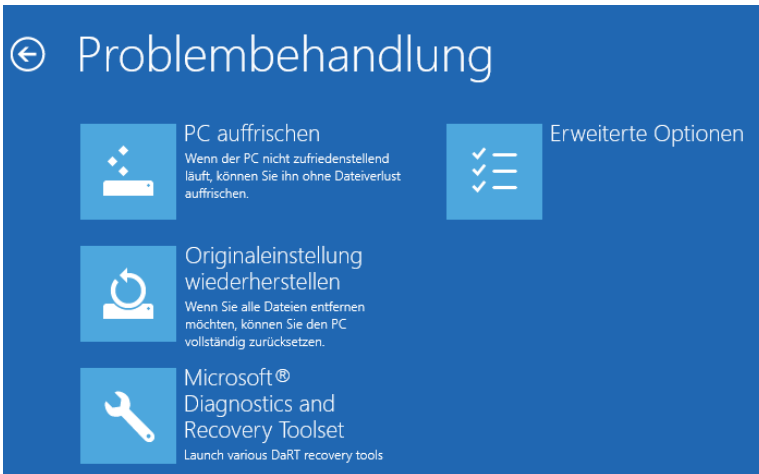 Problembehandlung
PC auffrischen
Wenn der PC nicht zufriedenstellend
läuft, können Sie ihn ohne Dateiverlust
auffrischen.
Originaleinstellung
wiederherstellen
Wenn Sie alle Dateien entfernen
möchten, können Sie den PC
vollständig zurücksetzen.
Microsoft®
Diagnostics and
Recovery Toolset
Launch various DaRT recovery tools
Erweiterte Optionen